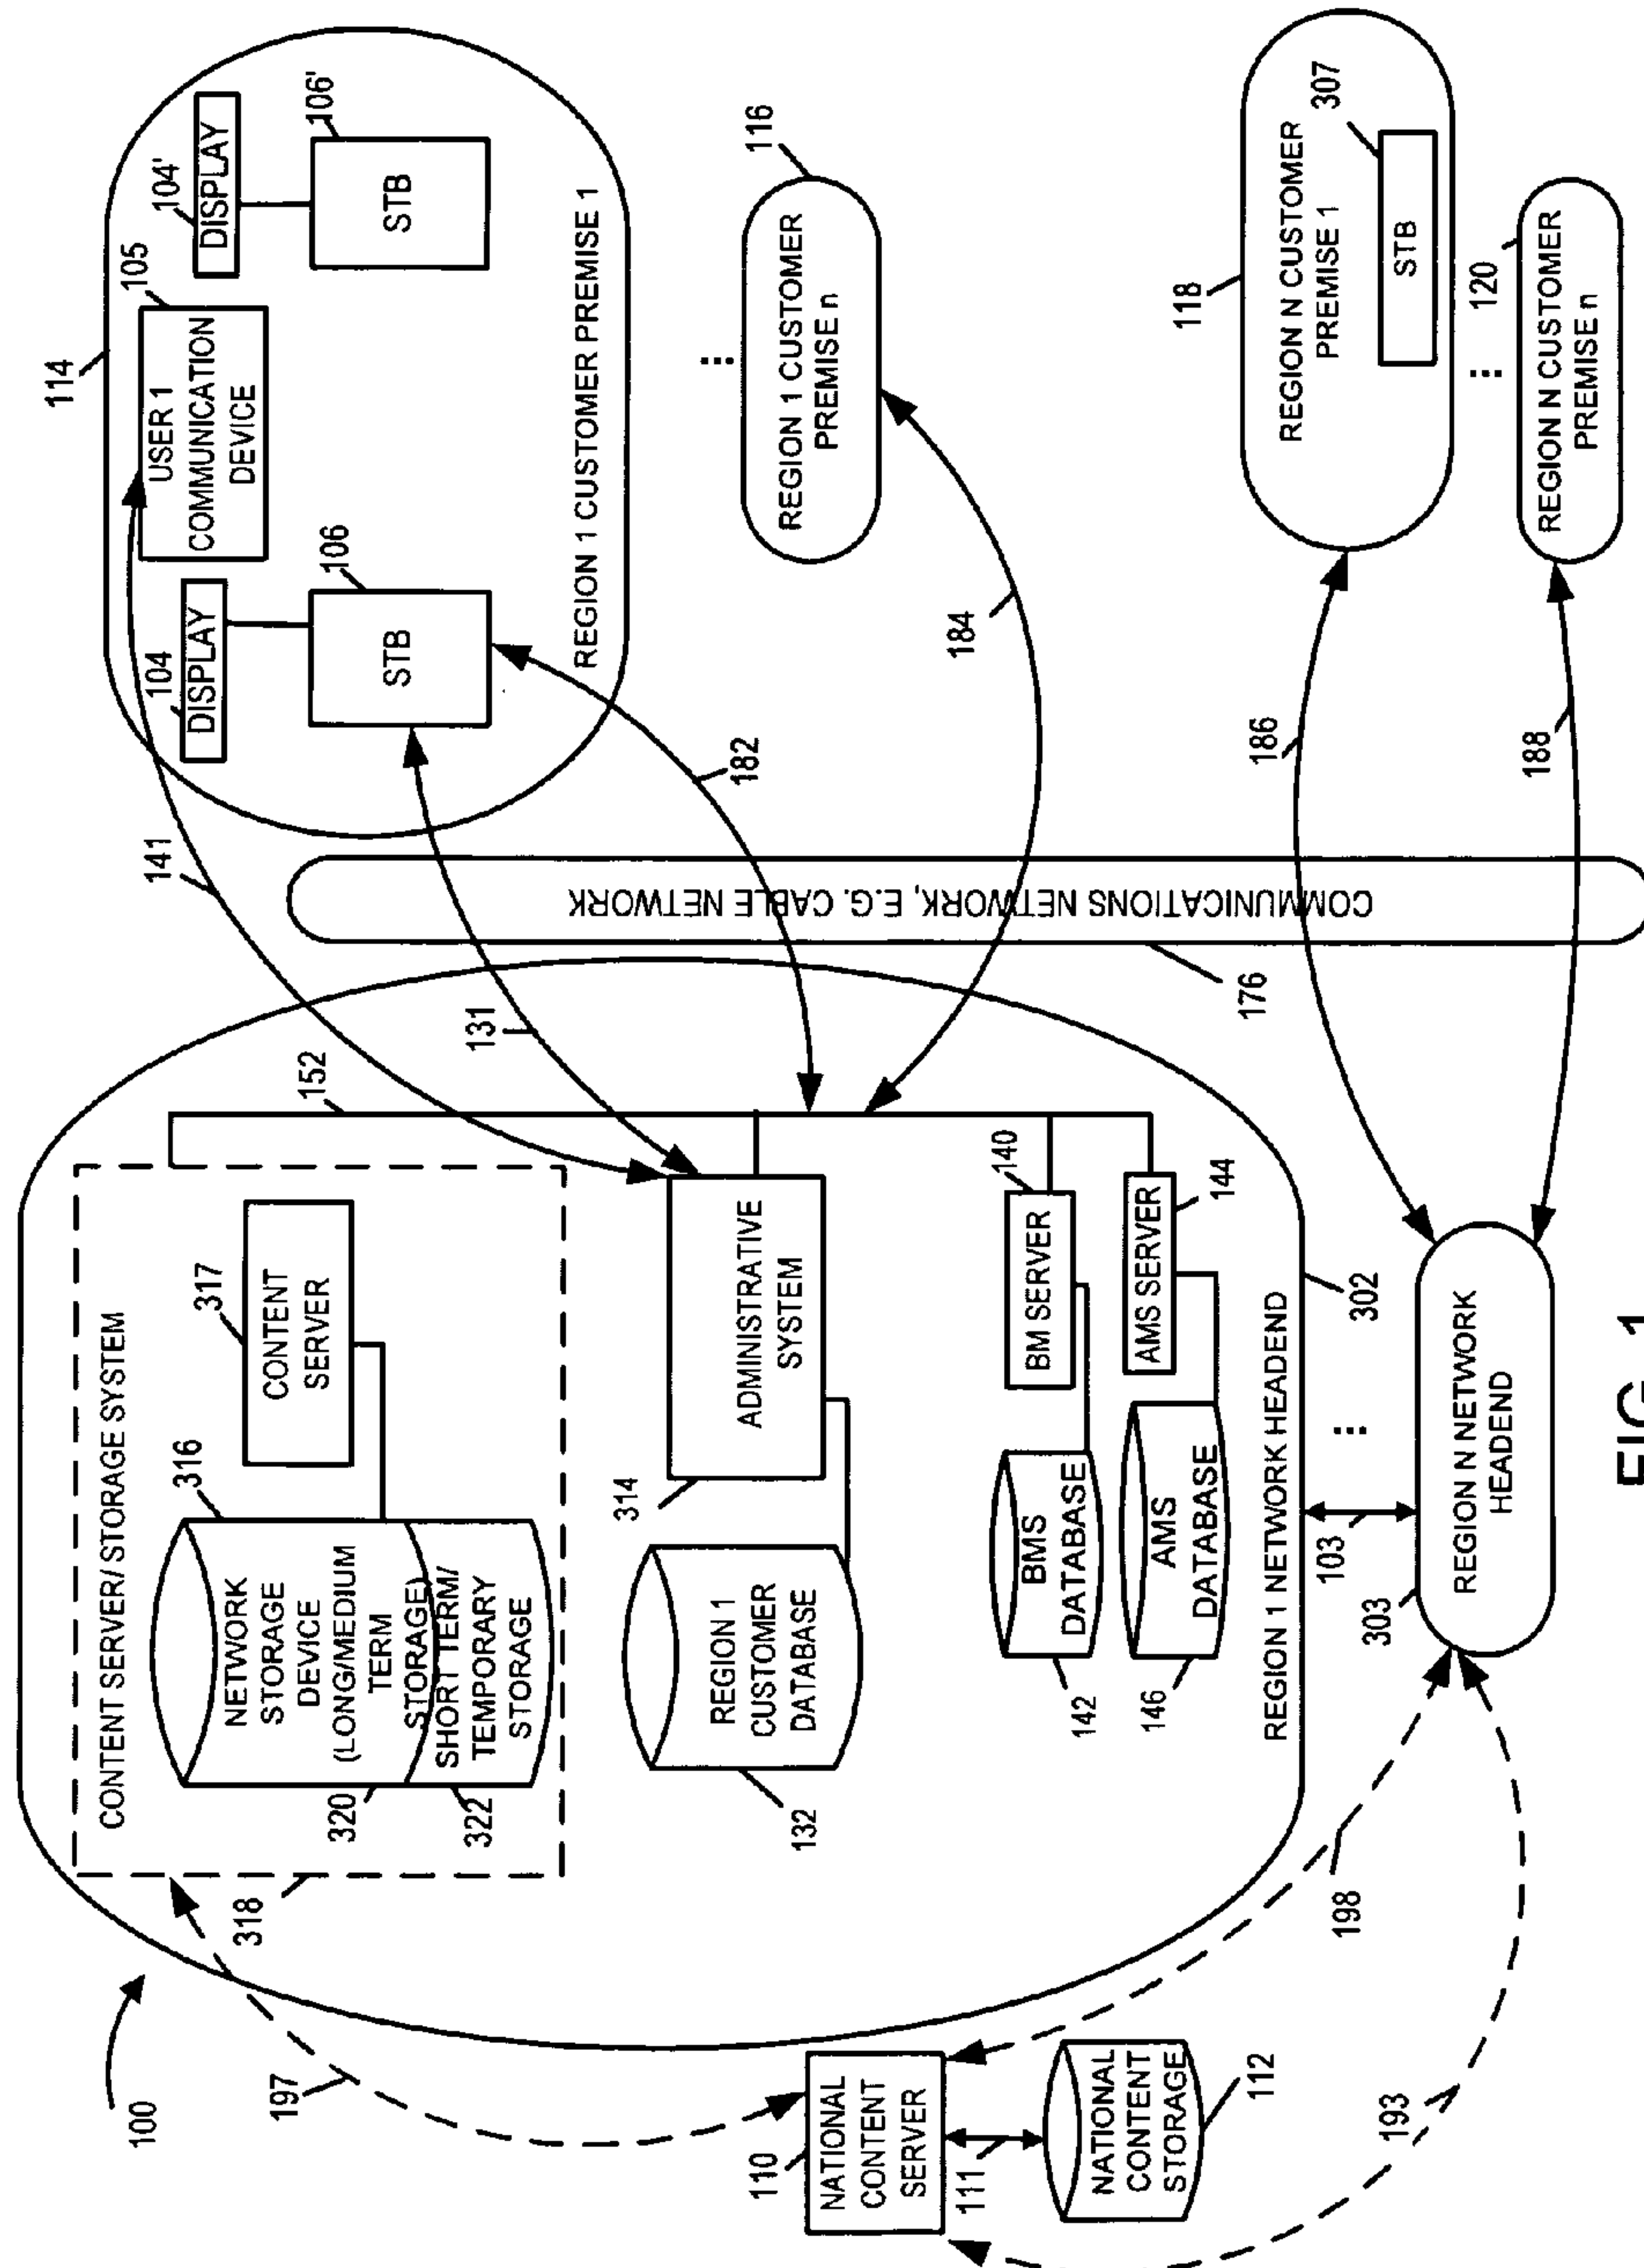 100
197
318
CONTENT SERVER/ STORAGE SYSTEM
NETWORK
STORAGE
DEVICE
(LONG/MEDIUM
TERM
STORAGE)
SHORT TERM/
TEMPORARY
STORAGE
316
320
322
317
CONTENT
SERVER
152
REGION 1
CUSTOMER
DATABASE
132
314
ADMINISTRATIVE
SYSTEM
BMS
DATABASE
142
BM SERVER
140
AMS
DATABASE
146
AMS SERVER
144
REGION 1 NETWORK HEADEND
302
110
NATIONAL
CONTENT
SERVER
111
NATIONAL
CONTENT
STORAGE
112
198
193
103
...
303
REGION N NETWORK
HEADEND
141
131
182
184
186
188
176
COMMUNICATIONS NETWORK, E.G. CABLE NETWORK
114
104
DISPLAY
106
STB
105
USER 1
COMMUNICATION
DEVICE
104'
DISPLAY
106'
STB
REGION 1 CUSTOMER PREMISE 1
...
116
REGION 1 CUSTOMER
PREMISE n
118
REGION N CUSTOMER
PREMISE 1
307
STB
...
120
REGION N CUSTOMER
PREMISE n
FIG. 1